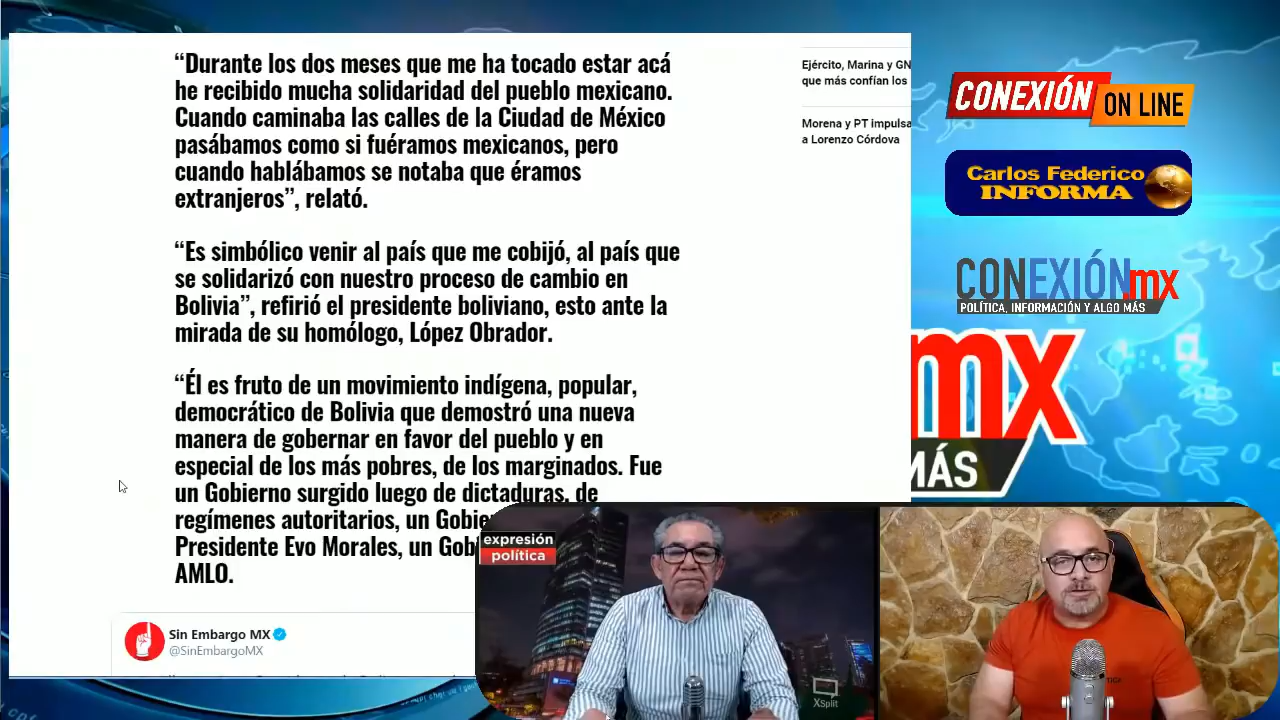 “Durante los dos meses que me ha tocado estar acá
he recibido mucha solidaridad del pueblo mexicano.
Cuando caminaba las calles de la Ciudad de México
pasábamos como si fuéramos mexicanos, pero
cuando hablábamos se notaba que éramos
extranjeros”, relató.
“Es simbólico venir al país que me cobijó, al país que
se solidarizó con nuestro proceso de cambio en
Bolivia”, refirió el presidente boliviano, esto ante la
mirada de su homólogo, López Obrador.
“Él es fruto de un movimiento indígena, popular,
democrático de Bolivia que demostró una nueva
manera de gobernar en favor del pueblo y en
especial de los más pobres, de los marginados. Fue
un Gobierno surgido luego de dictaduras, de
regímenes autoritarios, un Gobie
Presidente Evo Morales, un Gob
AMLO.
Sin Embargo MX
@SinEmbargoMX
Ejército, Marina y GN
que más confían los
Morena y PT impulsa
a Lorenzo Córdova
CONEXIÓN ON LINE
Carlos Federico
INFORMA
CONEXIÓN.mx
POLÍTICA, INFORMACIÓN Y ALGO MÁS
mx
MÁS
expresión
política
XSplit